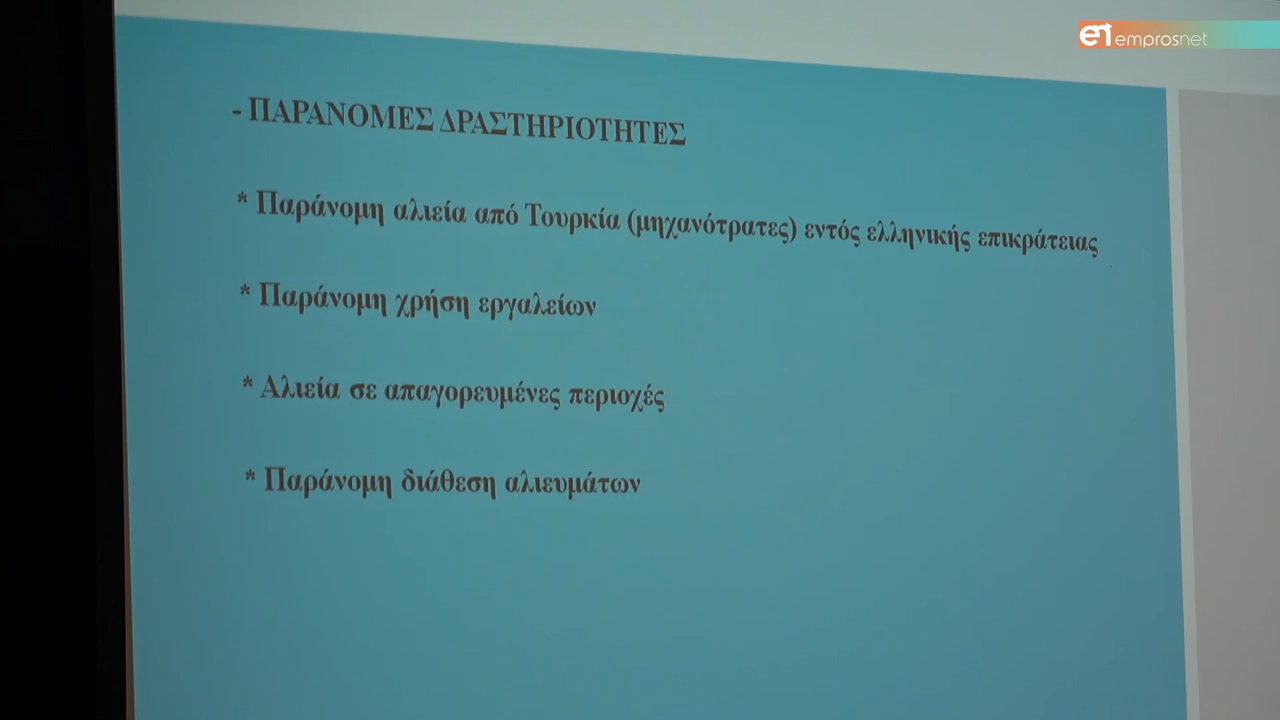 emprosnet
- ΠΑΡΑΝΟΜΕΣ ΔΡΑΣΤΗΡΙΟΤΗΤΕΣ
* Παράνομη αλιεία από Τουρκία (μηχανότρατες) εντός ελληνικής επικράτειας
* Παράνομη χρήση εργαλείων
* Αλιεία σε απαγορευμένες περιοχές
* Παράνομη διάθεση αλιευμάτων